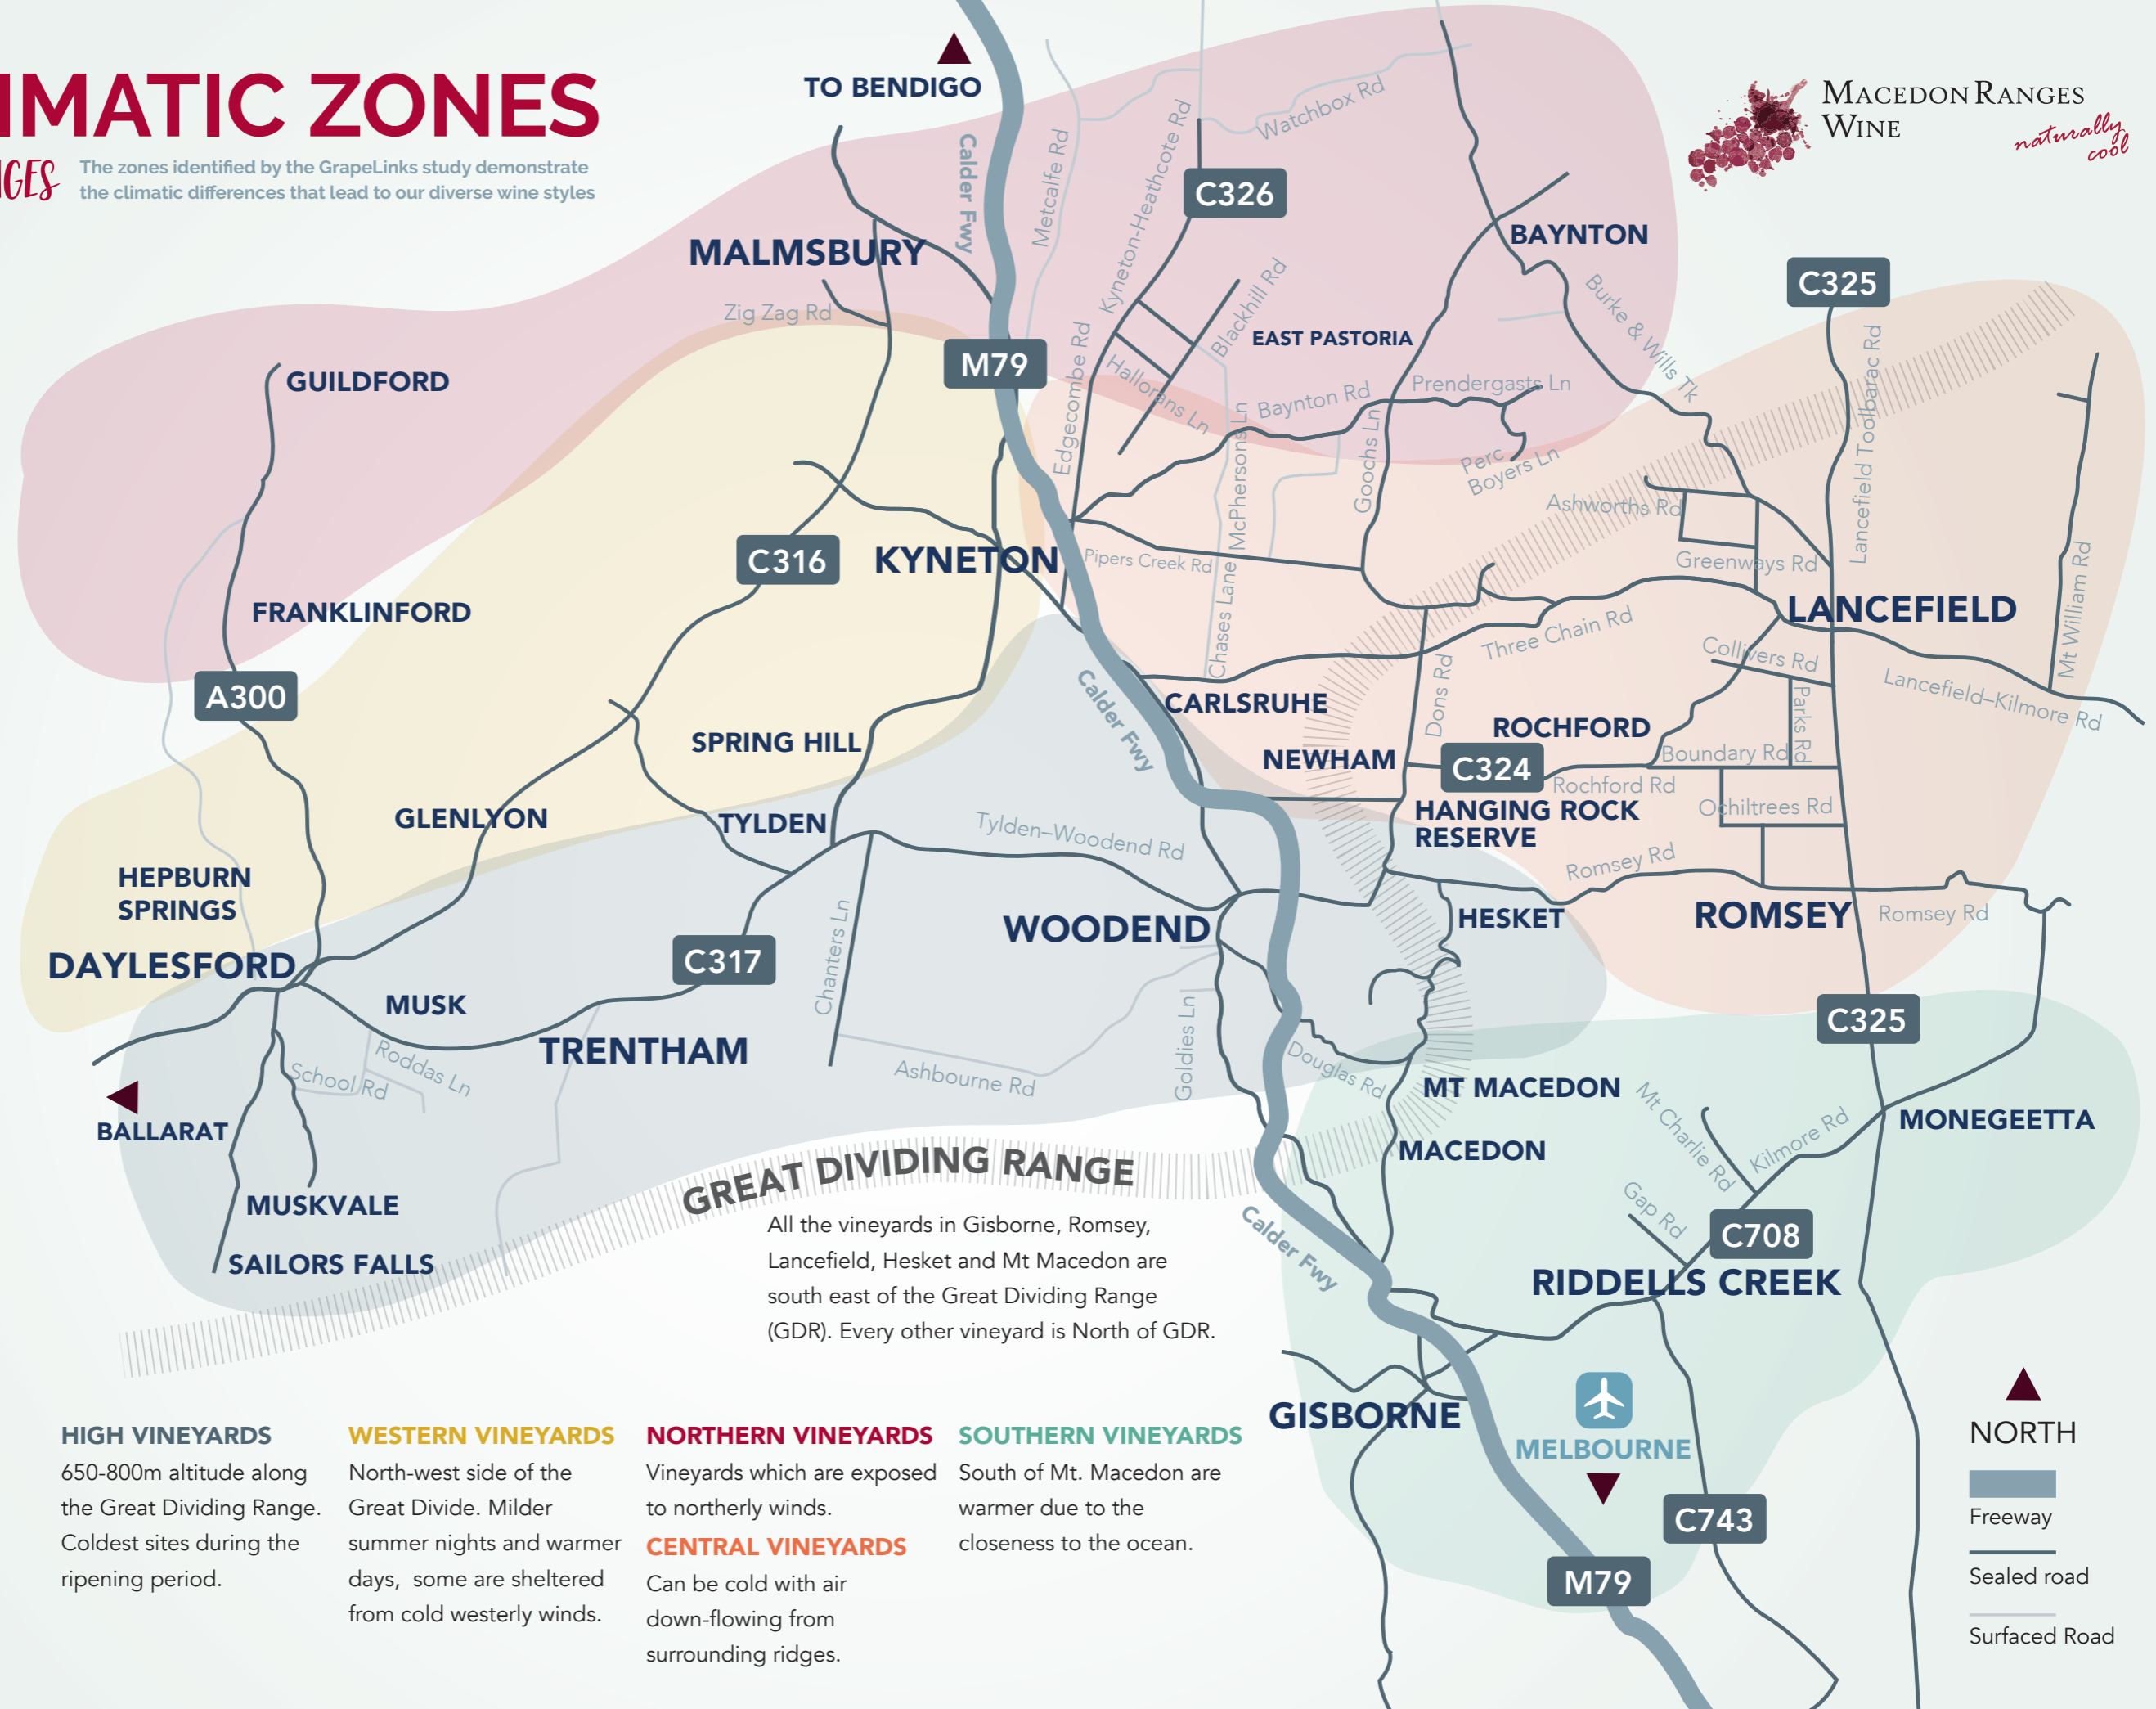 IMATIC ZONES
GES
The zones identified by the GrapeLinks study demonstrate
the climatic differences that lead to our diverse wine styles
TO BENDIGO
MACEDON RANGES
WINE
naturally
cool
Calder Fwy
Metcalfe Rd
Kyneton-Heathcote Rd
Watchbox Rd
C326
MALMSBURY
BAYNTON
Zig Zag Rd
Blackhill Rd
Burke & Wills Tk
C325
EAST PASTORIA
M79
GUILDFORD
Edgecombe Rd
Hallorans Ln
Baynton Rd
Prendergasts Ln
Lancefield Toolbarac Rd
McPhersons Ln
Goochs Ln
Perc
Boyers Ln
Ashworths Rd
C316
KYNETON
Pipers Creek Rd
Greenways Rd
FRANKLINFORD
Chases Lane
Three Chain Rd
LANCEFIELD
Mt William Rd
Collivers Rd
A300
Calder Fwy
CARLSRUHE
Dons Rd
Parks Rd
Lancefield–Kilmore Rd
SPRING HILL
ROCHFORD
NEWHAM
C324
Boundary Rd
Rochford Rd
GLENLYON
TYLDEN
Tylden–Woodend Rd
HANGING ROCK
RESERVE
Ochiltrees Rd
Romsey Rd
HEPBURN
SPRINGS
WOODEND
HESKET
ROMSEY
Romsey Rd
DAYLESFORD
C317
Chanters Ln
MUSK
TRENTHAM
Goldies Ln
C325
School Rd
Roddas Ln
Ashbourne Rd
Douglas Rd
MT MACEDON
Mt Charlie Rd
Kilmore Rd
MONEGEETTA
BALLARAT
MACEDON
GREAT DIVIDING RANGE
MUSKVALE
Gap Rd
C708
SAILORS FALLS
Calder Fwy
RIDDELLS CREEK
All the vineyards in Gisborne, Romsey,
Lancefield, Hesket and Mt Macedon are
south east of the Great Dividing Range
(GDR). Every other vineyard is North of GDR.
GISBORNE
MELBOURNE
C743
M79
HIGH VINEYARDS
650-800m altitude along
the Great Dividing Range.
Coldest sites during the
ripening period.
WESTERN VINEYARDS
North-west side of the
Great Divide. Milder
summer nights and warmer
days, some are sheltered
from cold westerly winds.
NORTHERN VINEYARDS
Vineyards which are exposed
to northerly winds.
CENTRAL VINEYARDS
Can be cold with air
down-flowing from
surrounding ridges.
SOUTHERN VINEYARDS
South of Mt. Macedon are
warmer due to the
closeness to the ocean.
NORTH
Freeway
Sealed road
Surfaced Road